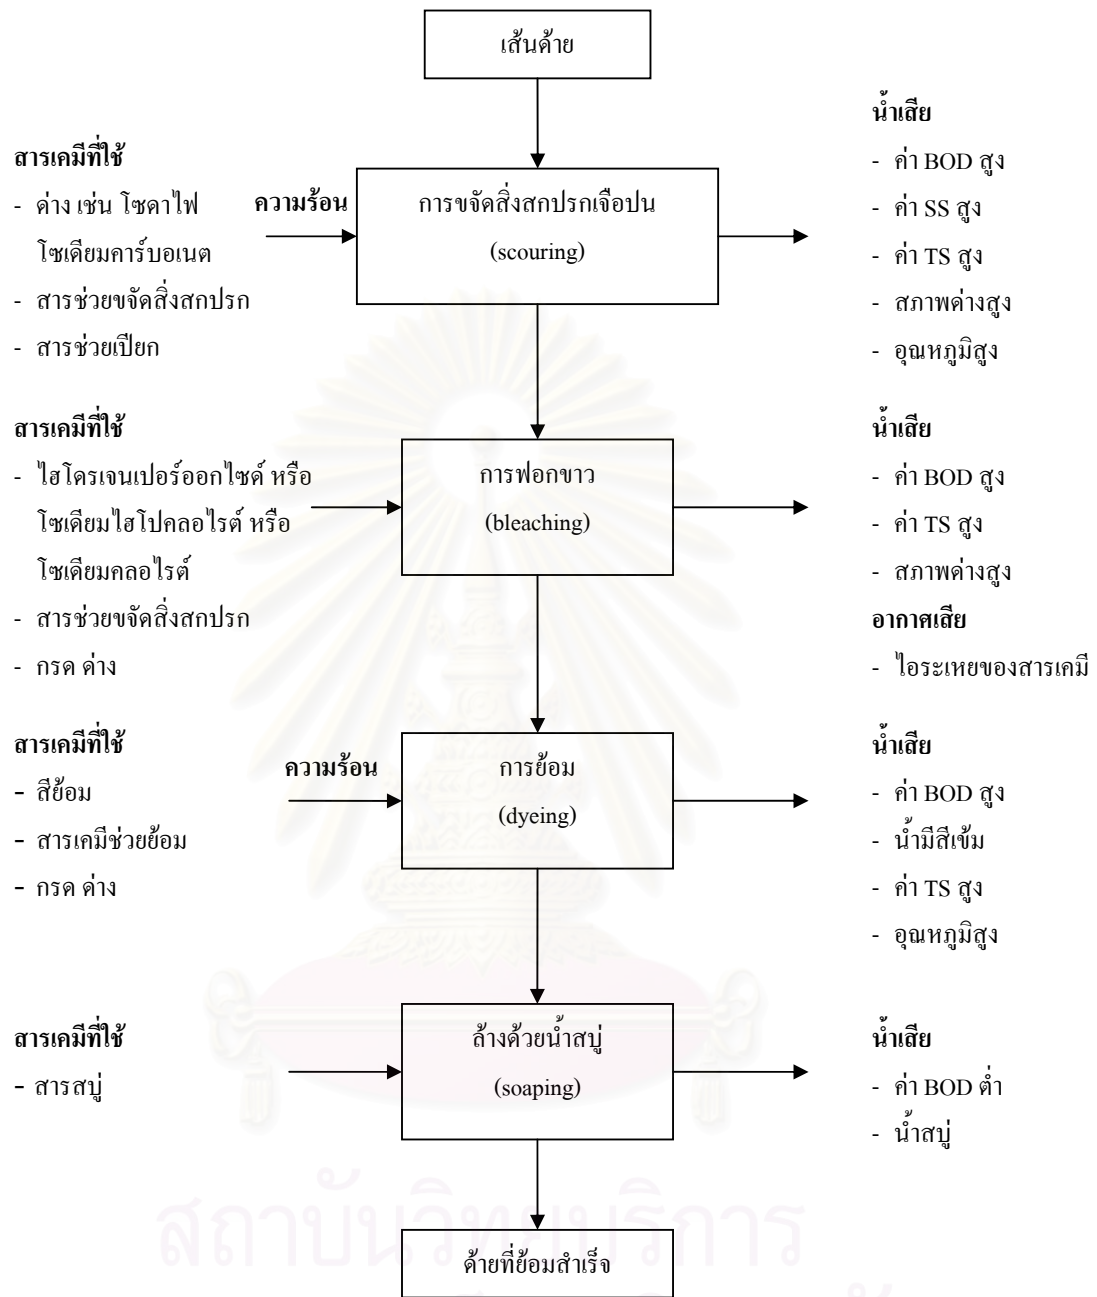 เส้นด้าย
สารเคมีที่ใช้
- ด่าง เช่น โซดาไฟ
โซเดียมคาร์บอเนต
- สารช่วยขจัดสิ่งสกปรก
- สารช่วยเปียก
ความร้อน
การขจัดสิ่งสกปรกเจือปน
(scouring)
น้ำเสีย
- ค่า BOD สูง
- ค่า SS สูง
- ค่า TS สูง
- สภาพด่างสูง
- อุณหภูมิสูง
สารเคมีที่ใช้
- ไฮโดรเจนเปอร์ออกไซด์ หรือ
โซเดียมไฮโปคลอไรต์ หรือ
โซเดียมคลอไรต์
- สารช่วยขจัดสิ่งสกปรก
- กรด ด่าง
การฟอกขาว
(bleaching)
น้ำเสีย
- ค่า BOD สูง
- ค่า TS สูง
- สภาพด่างสูง
อากาศเสีย
- ไอระเหยของสารเคมี
สารเคมีที่ใช้
- สีย้อม
- สารเคมีช่วยย้อม
- กรด ด่าง
ความร้อน
การย้อม
(dyeing)
น้ำเสีย
- ค่า BOD สูง
- น้ำมีสีเข้ม
- ค่า TS สูง
- อุณหภูมิสูง
สารเคมีที่ใช้
- สารสบู่
ล้างด้วยน้ำสบู่
(soaping)
น้ำเสีย
- ค่า BOD ต่ำ
- น้ำสบู่
สถาบันวิทยบริการ
ด้ายที่ย้อมสำเร็จ